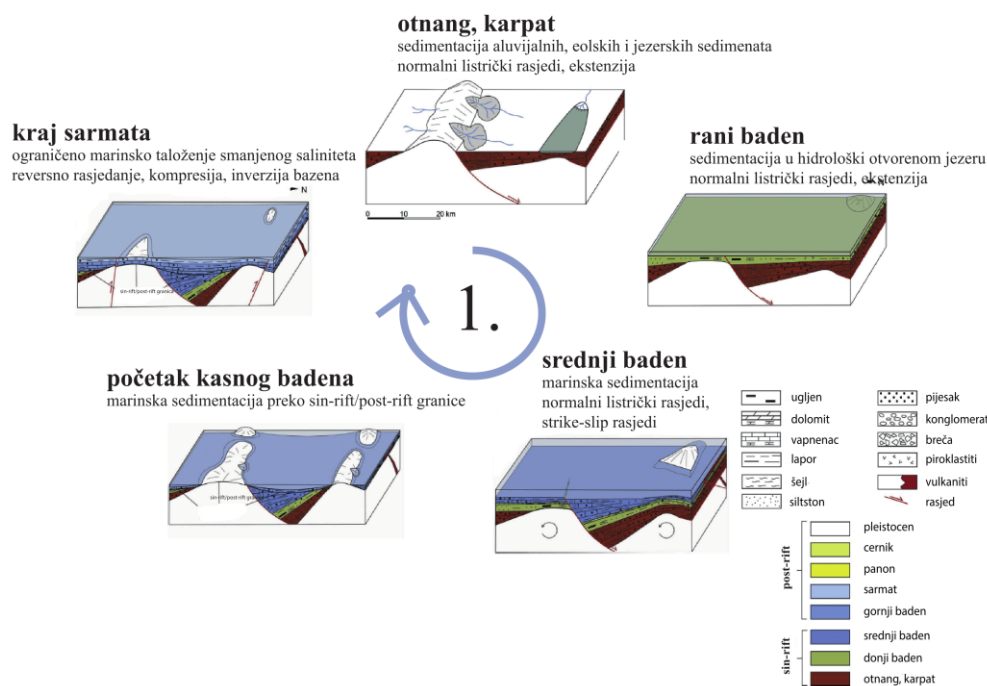 otnang, karpat
sedimentacija aluvijalnih, eolskih i jezerskih sedimenata
normalni listrički rasjedi, ekstenzija
0 10 20 km
rani baden
sedimentacija u hidrološki otvorenom jezeru
normalni listrički rasjedi, ekstenzija
N
srednji baden
marinska sedimentacija
normalni listrički rasjedi,
strike-slip rasjedi
početak kasnog badena
marinska sedimentacija preko sin-rift/post-rift granice
sin-rift/post-rift granica
kraj sarmata
ograničeno marinsko taloženje smanjenog saliniteta
reversno rasjedanje, kompresija, inverzija bazena
N
sin-rift/post-rift granica
1.
ugljen
dolomit
vapnenac
lapor
šejl
siltston
pijesak
konglomerat
breča
piroklastiti
vulkaniti
rasjed
post-rift
pleistocen
cernik
panon
sarmat
gornji baden
sin-rift
srednji baden
donji baden
otnang, karpat